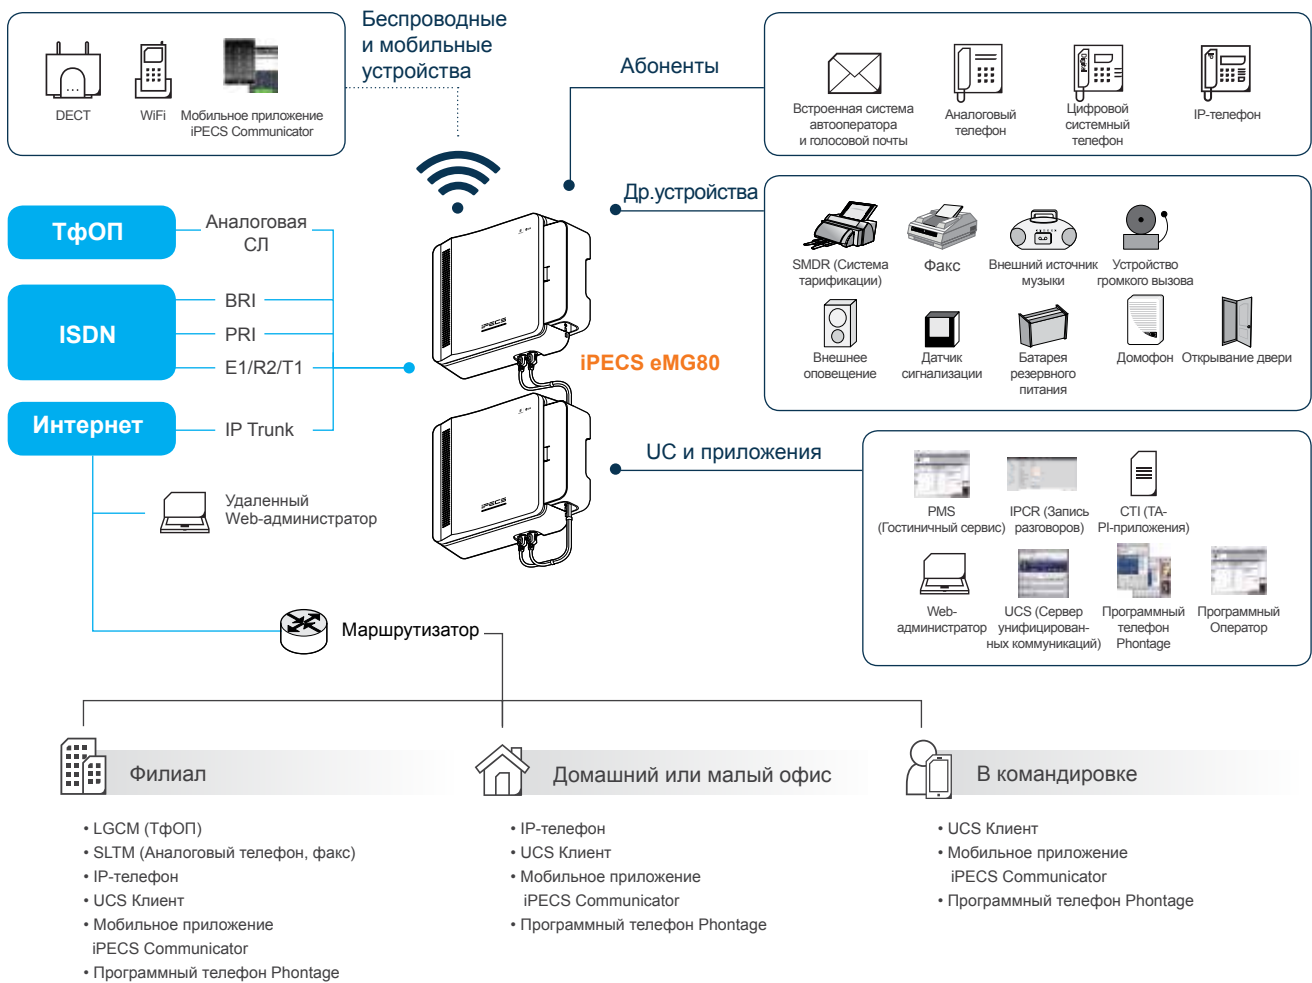 Беспроводные
и мобильные
устройства
DECT
WiFi
Мобильное приложение
iPECS Communicator
Абоненты
Встроенная система
автооператора
и голосовой почты
Аналоговый
телефон
Digital
Цифровой
системный
телефон
IP-телефон
Др.устройства
SMDR (Система
тарификации)
Факс
Внешний источник
музыки
Устройство
громкого вызова
Внешнее
оповещение
Датчик
сигнализации
Батарея
резервного
питания
Домофон
Открывание двери
ТфОП
Аналоговая
СЛ
ISDN
BRI
PRI
E1/R2/T1
Интернет
IP Trunk
iPECS
iPECS eMG80
iPECS
Удаленный
Web-администратор
UC и приложения
PMS
(Гостиничный сервис)
IPCR (Запись
разговоров)
CTI (TA-
PI-приложения)
Web-
администратор
UCS (Сервер
унифицирован-
ных коммуникаций)
Программный
телефон
Phontage
Программный
Оператор
Маршрутизатор
Филиал
• LGCM (ТфОП)
• SLTM (Аналоговый телефон, факс)
• IP-телефон
• UCS Клиент
• Мобильное приложение
iPECS Communicator
• Программный телефон Phontage
Домашний или малый офис
• IP-телефон
• UCS Клиент
• Мобильное приложение
iPECS Communicator
• Программный телефон Phontage
В командировке
• UCS Клиент
• Мобильное приложение
iPECS Communicator
• Программный телефон Phontage